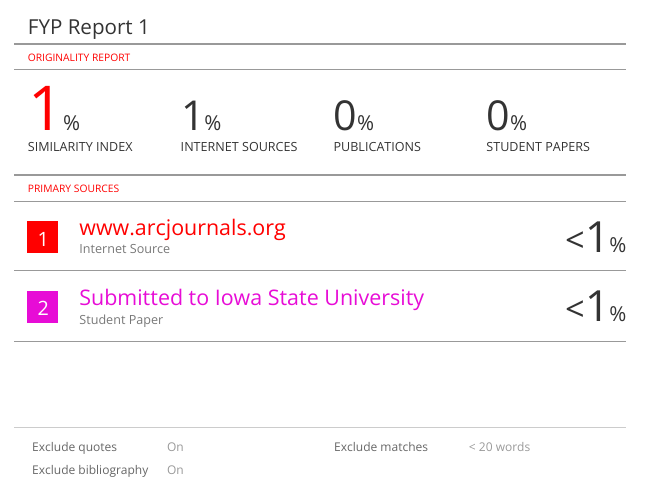 FYP Report 1
ORIGINALITY REPORT
1% 1% 0% 0%
SIMILARITY INDEX INTERNET SOURCES PUBLICATIONS STUDENT PAPERS
PRIMARY SOURCES
1 www.arcjournals.org <1%
Internet Source
2 Submitted to Iowa State University <1%
Student Paper
Exclude quotes On Exclude matches < 20 words
Exclude bibliography On